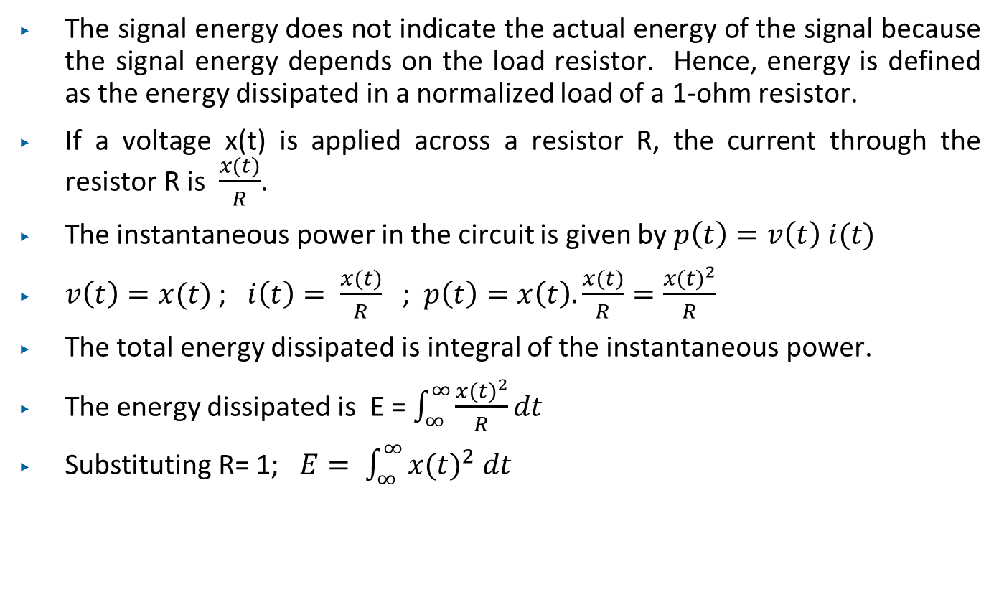 ▸ The signal energy does not indicate the actual energy of the signal because
the signal energy depends on the load resistor. Hence, energy is defined
as the energy dissipated in a normalized load of a 1-ohm resistor.
▸ If a voltage x(t) is applied across a resistor R, the current through the
resistor R is $\frac{x(t)}{R}$.
▸ The instantaneous power in the circuit is given by $p(t) = v(t)\, i(t)$
▸ $v(t) = x(t)\,;\; i(t) = \frac{x(t)}{R}\,;\; p(t) = x(t).\frac{x(t)}{R} = \frac{x(t)^2}{R}$
▸ The total energy dissipated is integral of the instantaneous power.
▸ The energy dissipated is E = $\int_{\infty}^{\infty} \frac{x(t)^2}{R} dt$
▸ Substituting R= 1; $E = \int_{\infty}^{\infty} x(t)^2\, dt$